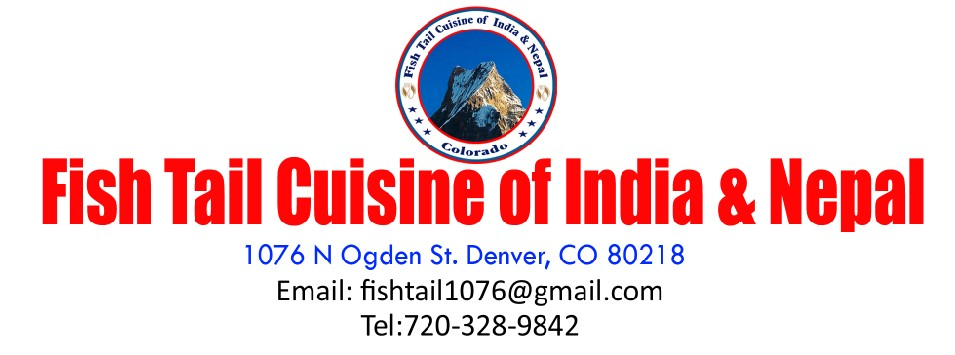 Fish Tail Cuisine of India & Nepal
Colorado
Fish Tail Cuisine of India & Nepal
1076 N Ogden St. Denver, CO 80218
Email: fishtail1076@gmail.com
Tel:720-328-9842